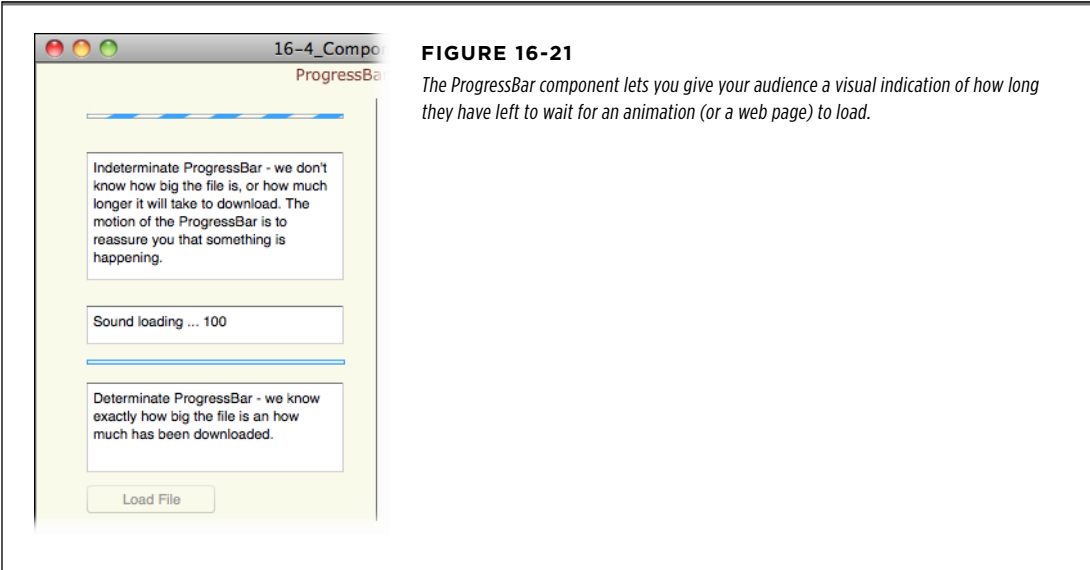 16-4_Compo
ProgressBa
Indeterminate ProgressBar - we don't
know how big the file is, or how much
longer it will take to download. The
motion of the ProgressBar is to
reassure you that something is
happening.
Sound loading ... 100
Determinate ProgressBar - we know
exactly how big the file is an how
much has been downloaded.
Load File
FIGURE 16-21
The ProgressBar component lets you give your audience a visual indication of how long
they have left to wait for an animation (or a web page) to load.